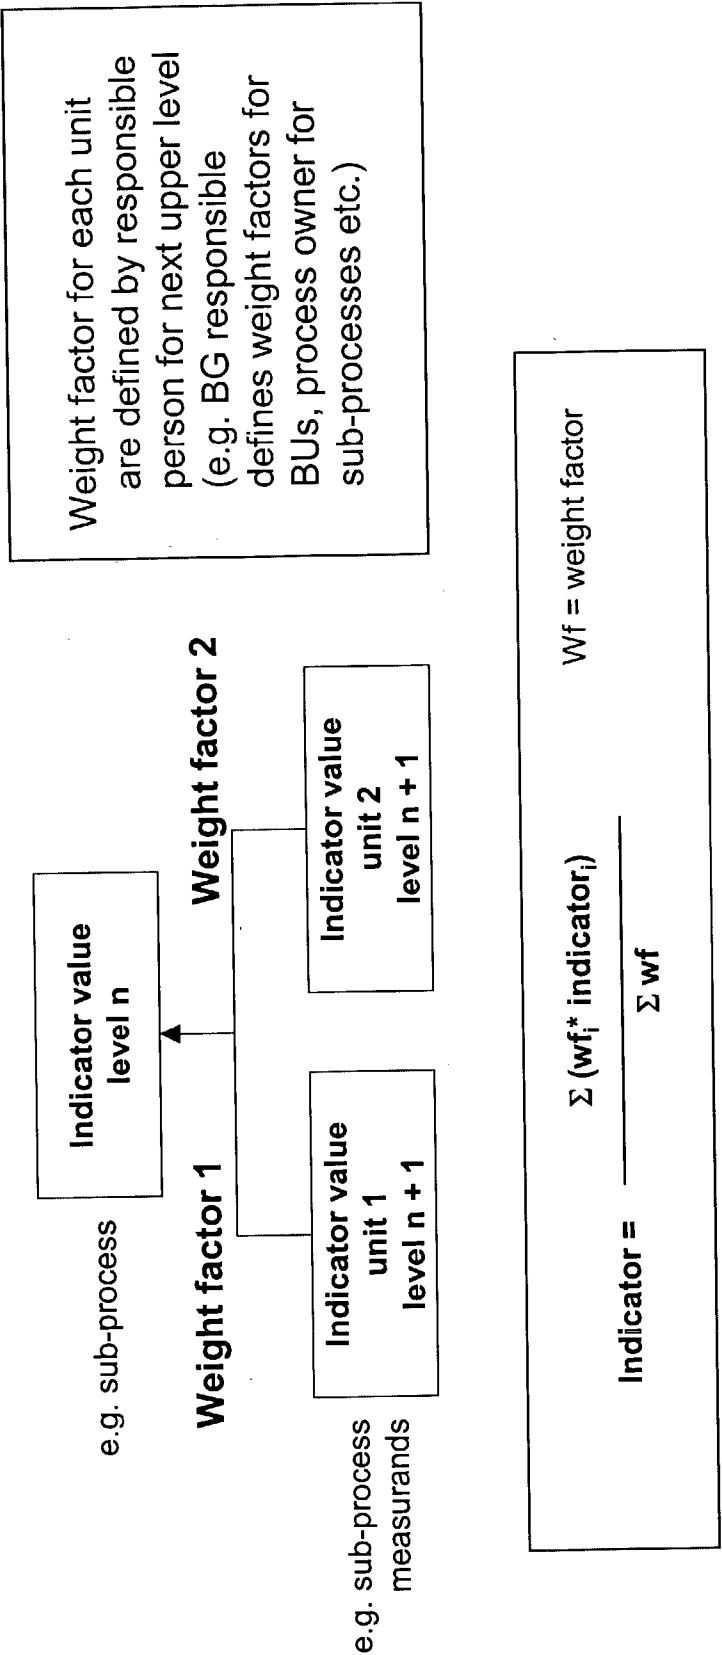 e.g. sub-process
Indicator value
level n
Weight factor 1
Weight factor 2
e.g. sub-process
measurands
Indicator value
unit 1
level n + 1
Indicator value
unit 2
level n + 1
Weight factor for each unit
are defined by responsible
person for next upper level
(e.g. BG responsible
defines weight factors for
BUs, process owner for
sub-processes etc.)
Indicator =
Σ (wfᵢ* indicatorᵢ)
Σ wf
Wf = weight factor